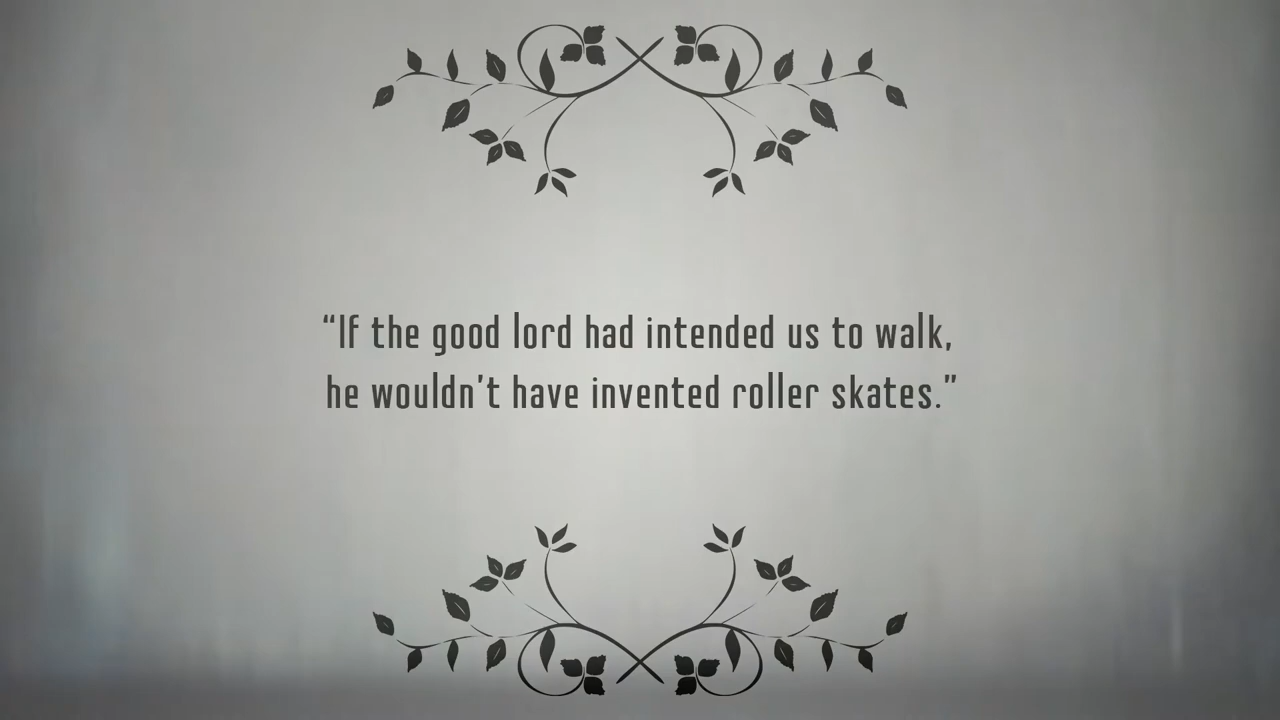 “If the good lord had intended us to walk,
he wouldn’t have invented roller skates.”